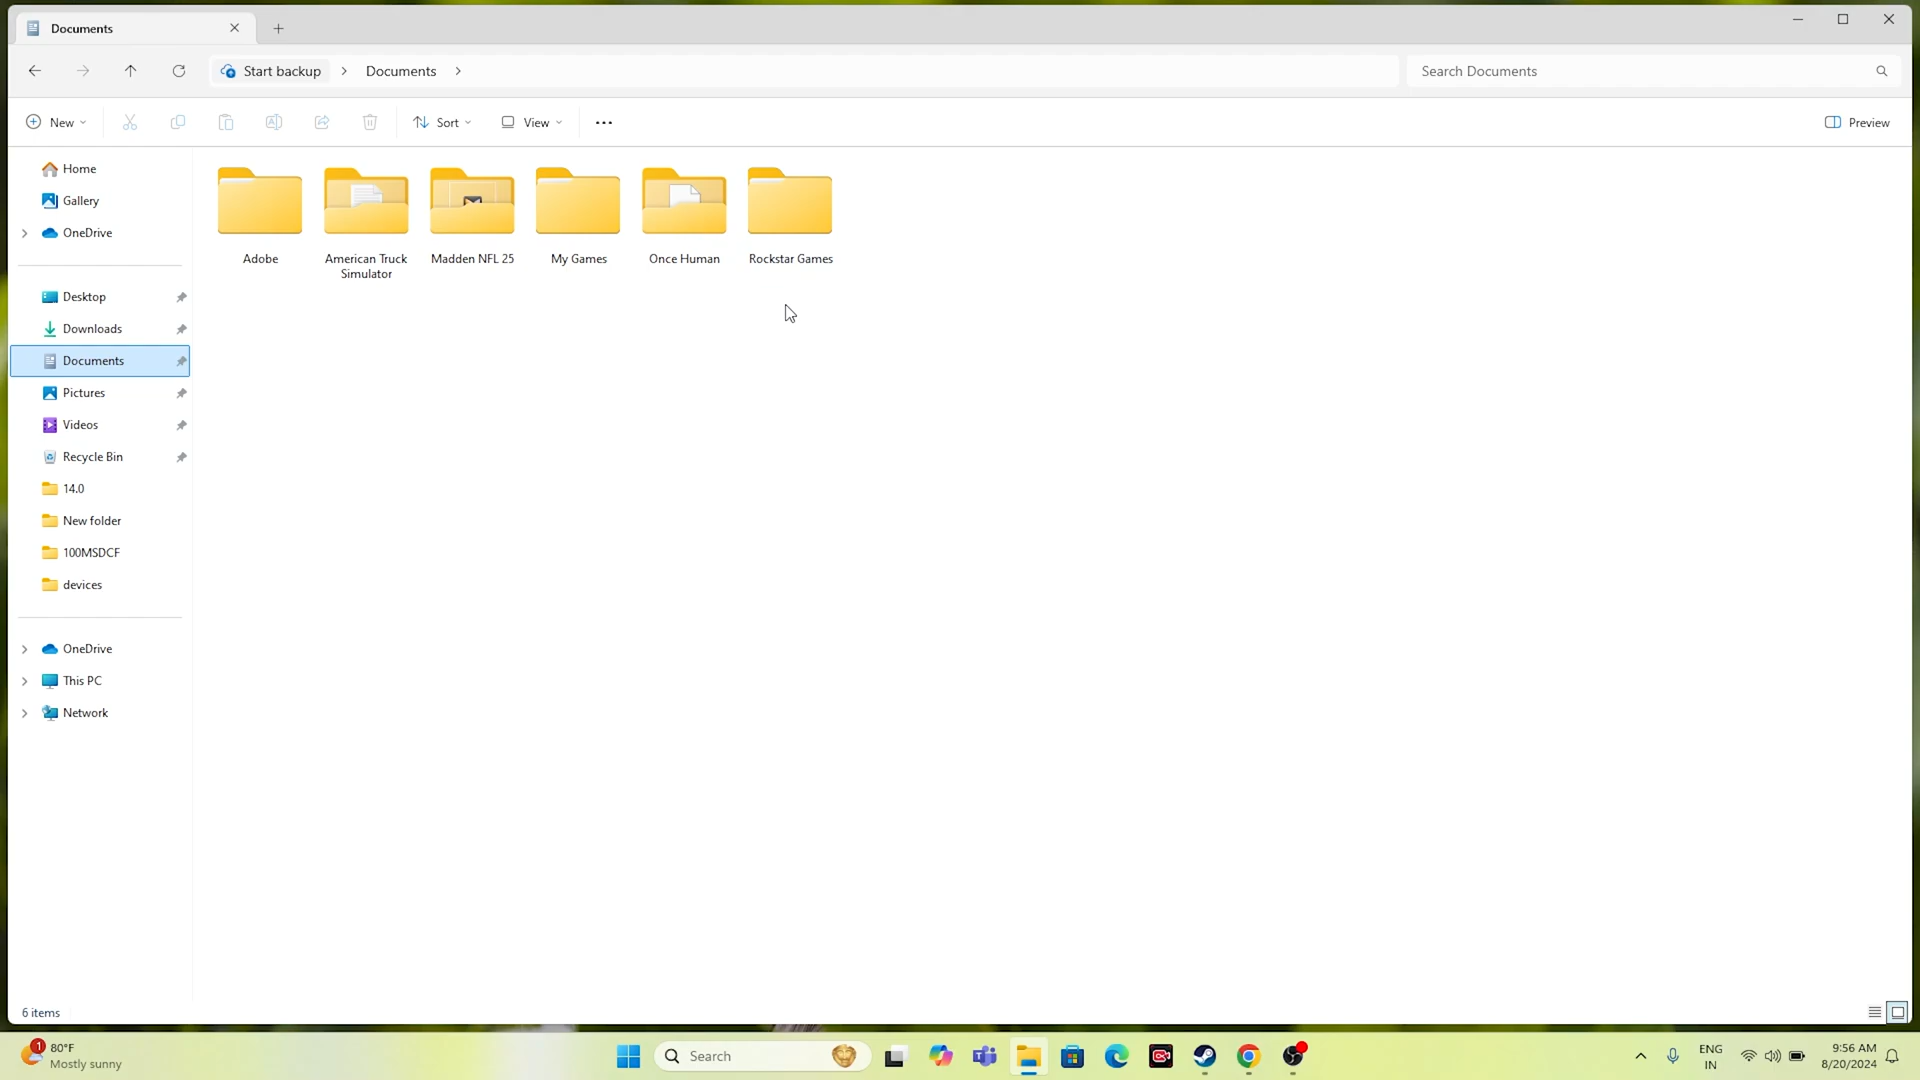 Documents
Start backup
Documents
Search Documents
New
Sort
View
Preview
Home
Gallery
OneDrive
Desktop
Downloads
Documents
Pictures
Videos
Recycle Bin
14.0
New folder
100MSDCF
devices
OneDrive
This PC
Network
Adobe
American Truck
Simulator
Madden NFL 25
My Games
Once Human
Rockstar Games
6 items
1
80°F
Mostly sunny
Search
ENG
IN
9:56 AM
8/20/2024